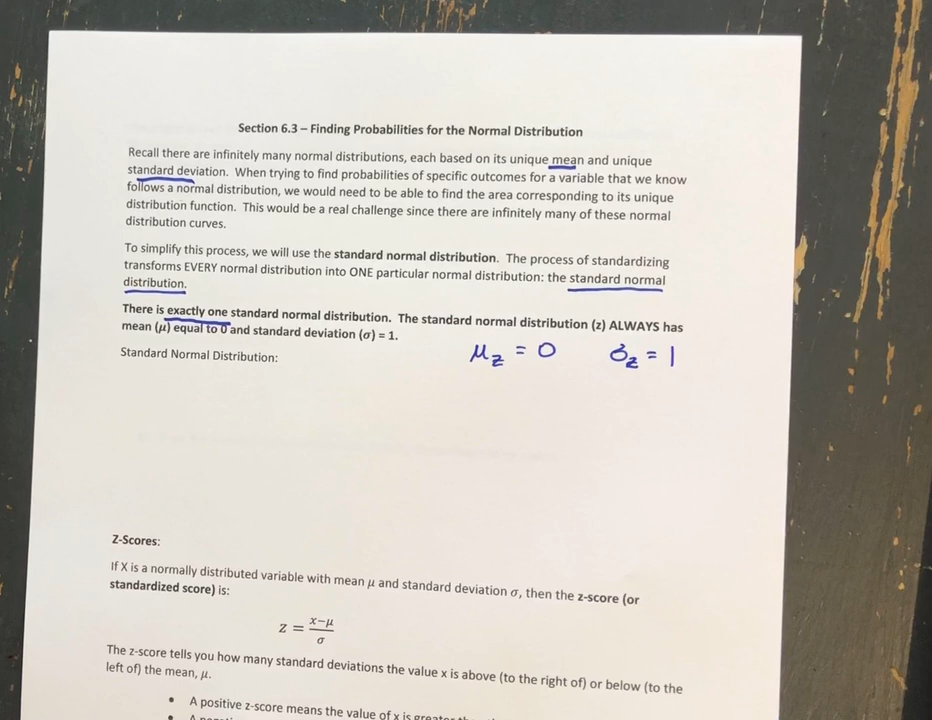 Section 6.3 – Finding Probabilities for the Normal Distribution
Recall there are infinitely many normal distributions, each based on its unique mean and unique
standard deviation. When trying to find probabilities of specific outcomes for a variable that we know
follows a normal distribution, we would need to be able to find the area corresponding to its unique
distribution function. This would be a real challenge since there are infinitely many of these normal
distribution curves.
To simplify this process, we will use the standard normal distribution. The process of standardizing
transforms EVERY normal distribution into ONE particular normal distribution: the standard normal
distribution.
There is exactly one standard normal distribution. The standard normal distribution (z) ALWAYS has
mean (μ) equal to 0 and standard deviation (σ) = 1.
μz = 0 σz = 1
Standard Normal Distribution:
Z-Scores:
If X is a normally distributed variable with mean μ and standard deviation σ, then the z-score (or
standardized score) is:
z = x−μ / σ
The z-score tells you how many standard deviations the value x is above (to the right of) or below (to the
left of) the mean, μ.
• A positive z-score means the value of x is greater
• A